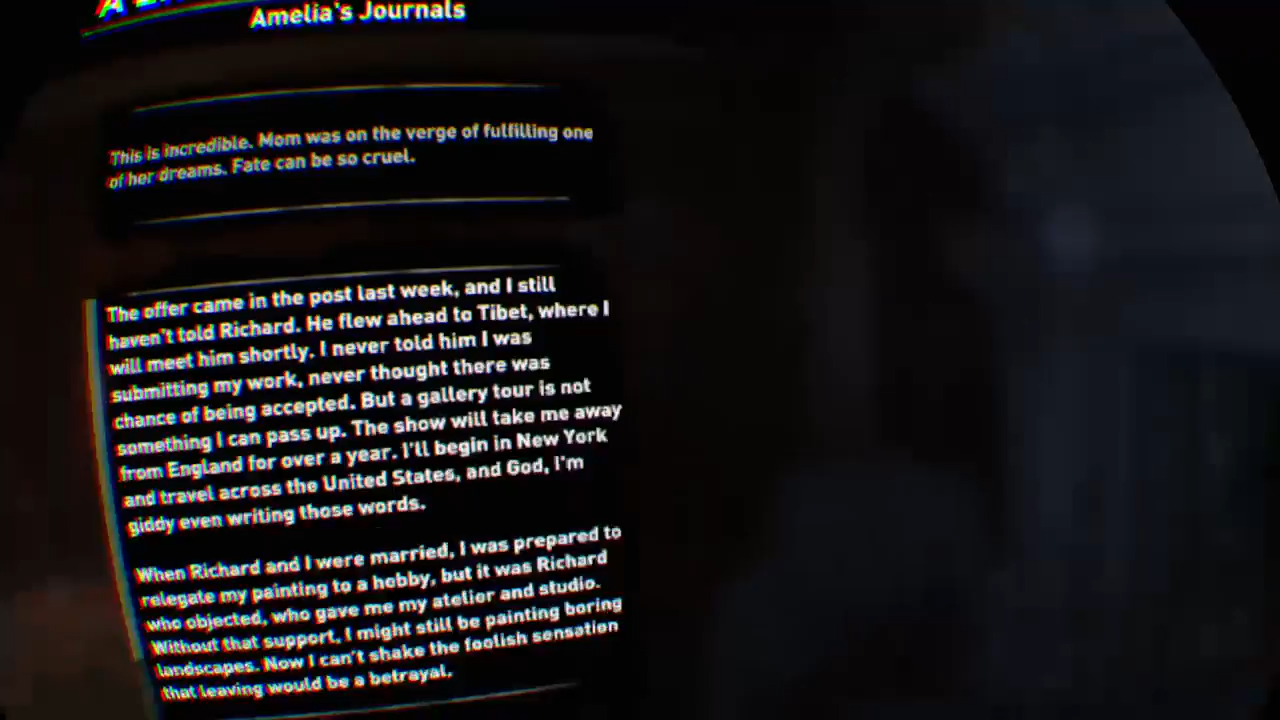 Amelia's Journals
This is incredible. Mom was on the verge of fulfilling one
of her dreams. Fate can be so cruel.
The offer came in the post last week, and I still
haven't told Richard. He flew ahead to Tibet, where I
will meet him shortly. I never told him I was
submitting my work, never thought there was
chance of being accepted. But a gallery tour is not
something I can pass up. The show will take me away
from England for over a year. I'll begin in New York
and travel across the United States, and God, I'm
giddy even writing those words.
When Richard and I were married, I was prepared to
relegate my painting to a hobby, but it was Richard
who objected, who gave me my atelier and studio.
Without that support, I might still be painting boring
landscapes. Now I can't shake the foolish sensation
that leaving would be a betrayal.